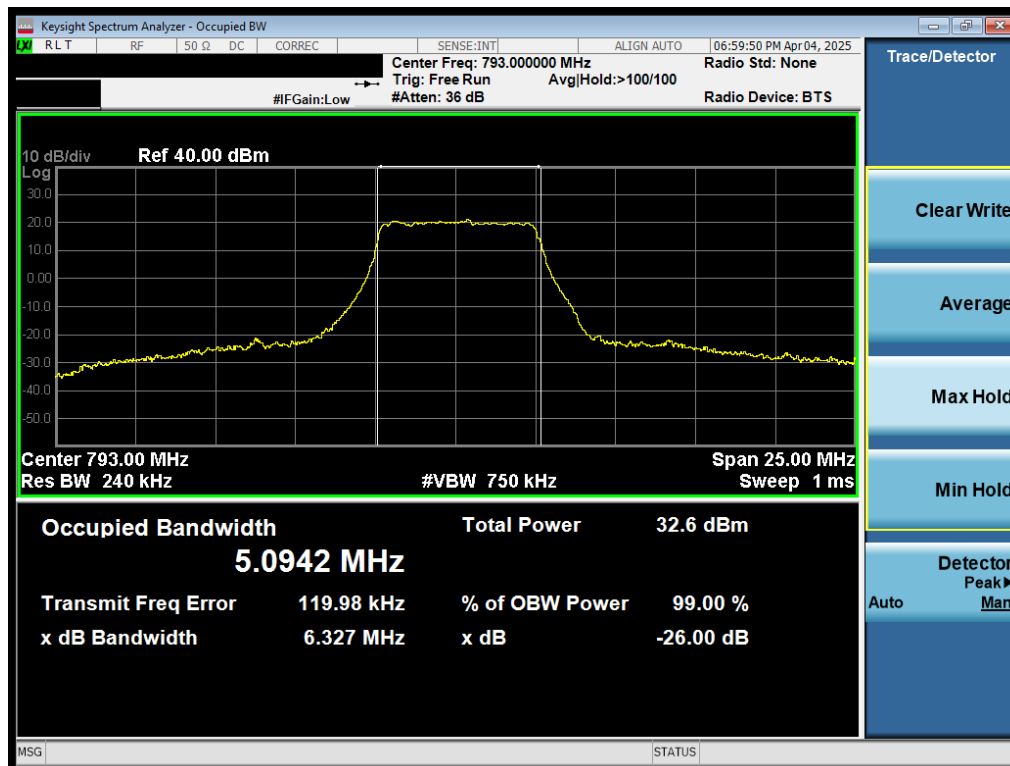 Keysight Spectrum Analyzer - Occupied BW
LXI RLT RF 50 Ω DC CORREC SENSE:INT ALIGN AUTO 06:59:50 PM Apr 04, 2025
Center Freq: 793.000000 MHz Radio Std: None
Trig: Free Run Avg|Hold:>100/100
#IFGain:Low #Atten: 36 dB Radio Device: BTS
10 dB/div Ref 40.00 dBm
Log
30.0
20.0
10.0
0.00
-10.0
-20.0
-30.0
-40.0
-50.0
Center 793.00 MHz Span 25.00 MHz
Res BW 240 kHz #VBW 750 kHz Sweep 1 ms
Occupied Bandwidth Total Power 32.6 dBm
5.0942 MHz
Transmit Freq Error 119.98 kHz % of OBW Power 99.00 %
x dB Bandwidth 6.327 MHz x dB -26.00 dB
MSG STATUS
Trace/Detector
Clear Write
Average
Max Hold
Min Hold
Detector
Peak▶
Auto Man